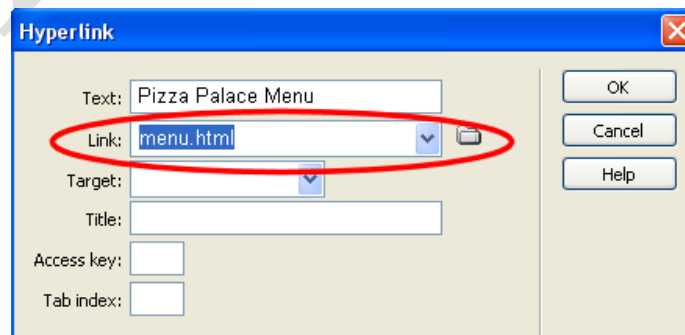 Hyperlink
Text: Pizza Palace Menu
OK
Link: menu.html
Cancel
Target:
Help
Title:
Access key:
Tab index: